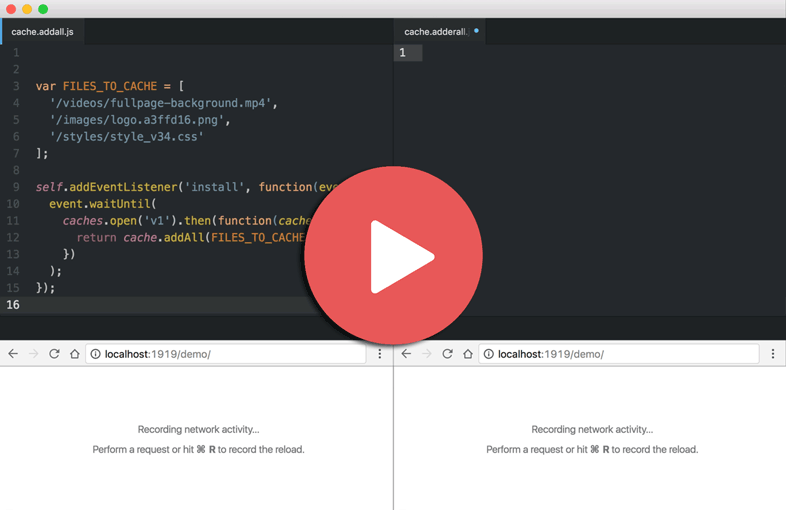 cache.addall.js
1
2
3 var FILES_TO_CACHE = [
4 '/videos/fullpage-background.mp4',
5 '/images/logo.a3ffd16.png',
6 '/styles/style_v34.css'
7 ];
8
9 self.addEventListener('install', function(eve
10 event.waitUntil(
11 caches.open('v1').then(function(cache
12 return cache.addAll(FILES_TO_CACHE
13 })
14 );
15 });
16
cache.adderall.
1
localhost:1919/demo/
Recording network activity...
Perform a request or hit ⌘ R to record the reload.
localhost:1919/demo/
Recording network activity...
Perform a request or hit ⌘ R to record the reload.